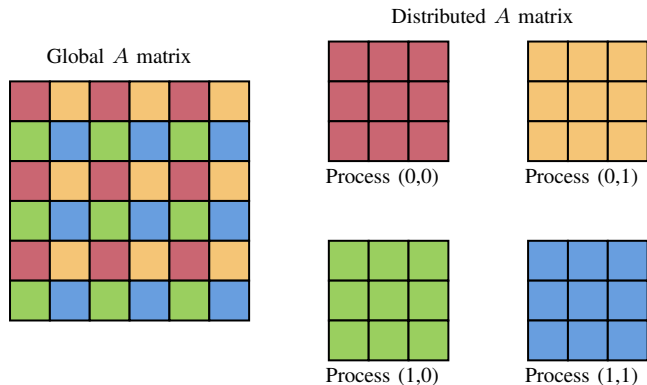 Distributed A matrix
Global A matrix
Process (0,0)
Process (0,1)
Process (1,0)
Process (1,1)